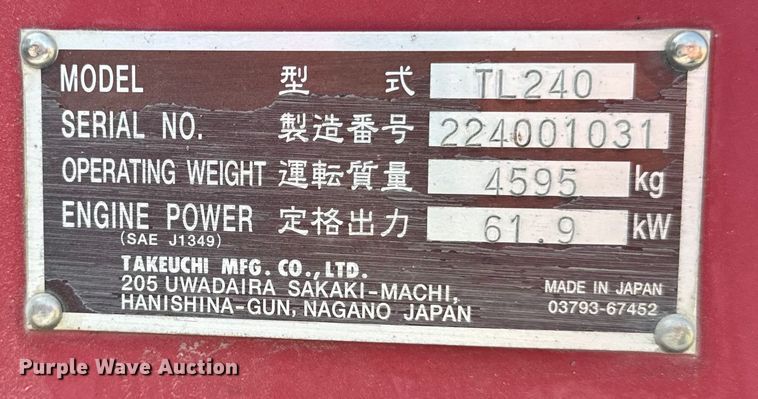 MODEL 型 式 TL240
SERIAL NO. 製造番号 224001031
OPERATING WEIGHT 運転質量 4595 kg
ENGINE POWER 定格出力 61.9 kW
(SAE J1349)
TAKEUCHI MFG. CO., LTD.
205 UWADAIRA SAKAKI-MACHI,
HANISHINA-GUN, NAGANO JAPAN
MADE IN JAPAN
03793-67452
Purple Wave Auction